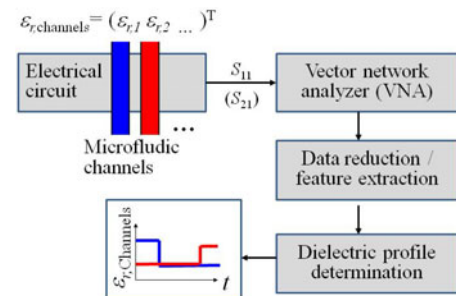 εr,channels= (εr,1 εr,2 ... )T
Electrical
circuit
...
Microfludic
channels
S11
(S21)
Vector network
analyzer (VNA)
Data reduction /
feature extraction
Dielectric profile
determination
εr,Channels
t